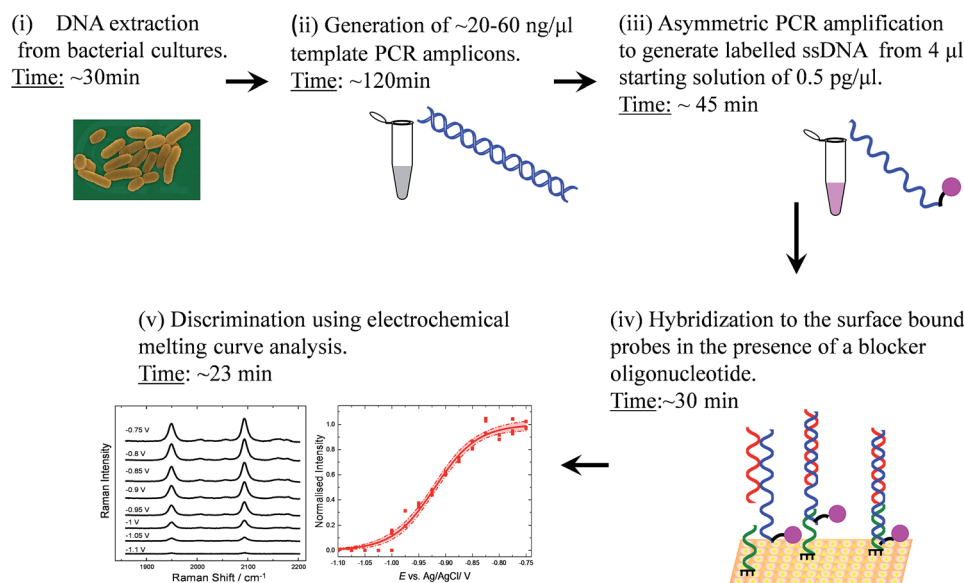 (i) DNA extraction
from bacterial cultures.
Time: ~30min
(ii) Generation of ~20-60 ng/µl
template PCR amplicons.
Time: ~120min
(iii) Asymmetric PCR amplification
to generate labelled ssDNA from 4 µl
starting solution of 0.5 pg/µl.
Time: ~ 45 min
(v) Discrimination using electrochemical
melting curve analysis.
Time: ~23 min
Raman Intensity
-0.75 V
-0.8 V
-0.85 V
-0.9 V
-0.95 V
-1 V
-1.05 V
-1.1 V
1900 2000 2100 2200
Raman Shift / cm⁻¹
Normalised Intensity
1.0
0.8
0.6
0.4
0.2
0.0
-1.10 -1.05 -1.00 -0.95 -0.90 -0.85 -0.80 -0.75
E vs. Ag/AgCl/ V
(iv) Hybridization to the surface bound
probes in the presence of a blocker
oligonucleotide.
Time:~30 min